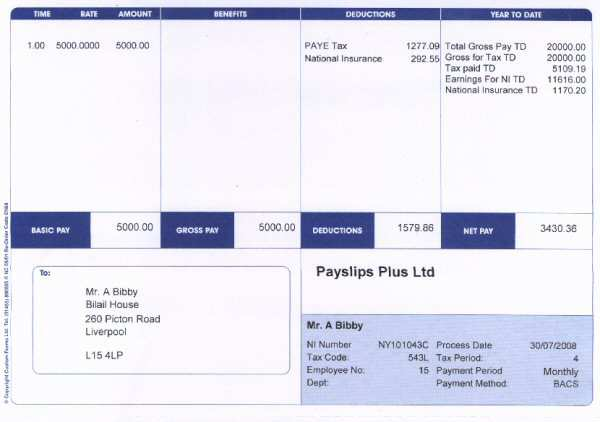 TIME RATE AMOUNT BENEFITS DEDUCTIONS YEAR TO DATE
1.00 5000.0000 5000.00 PAYE Tax 1277.09 Total Gross Pay TD 20000.00
National Insurance 292.55 Gross for Tax TD 20000.00
Tax paid TD 5109.19
Earnings For NI TD 11616.00
National Insurance TD 1170.20
BASIC PAY 5000.00 GROSS PAY 5000.00 DEDUCTIONS 1579.86 NET PAY 3430.36
To:
Mr. A Bibby
Bilail House
260 Picton Road
Liverpool
L15 4LP
Payslips Plus Ltd
Mr. A Bibby
NI Number NY101043C Process Date 30/07/2008
Tax Code: 543L Tax Period: 4
Employee No: 15 Payment Period Monthly
Dept: Payment Method: BACS
© Copyright Custom Forms Ltd. Tel. Re-Order Code